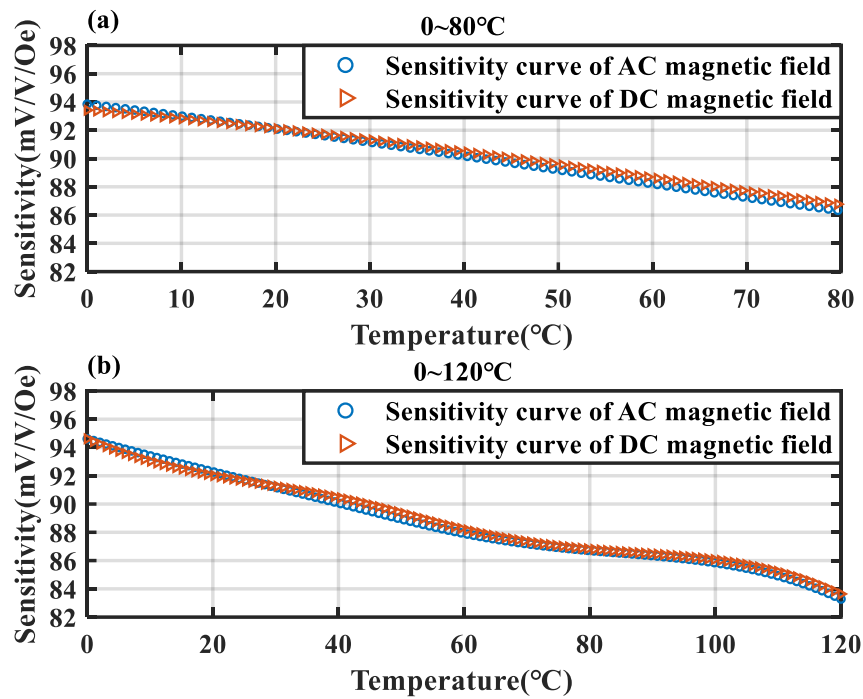 (a)
0~80℃
98
96
94
92
90
88
86
84
82
Sensitivity(mV/V/Oe)
Sensitivity curve of AC magnetic field
Sensitivity curve of DC magnetic field
0 10 20 30 40 50 60 70 80
Temperature(℃)
(b)
0~120℃
98
96
94
92
90
88
86
84
82
Sensitivity(mV/V/Oe)
Sensitivity curve of AC magnetic field
Sensitivity curve of DC magnetic field
0 20 40 60 80 100 120
Temperature(℃)